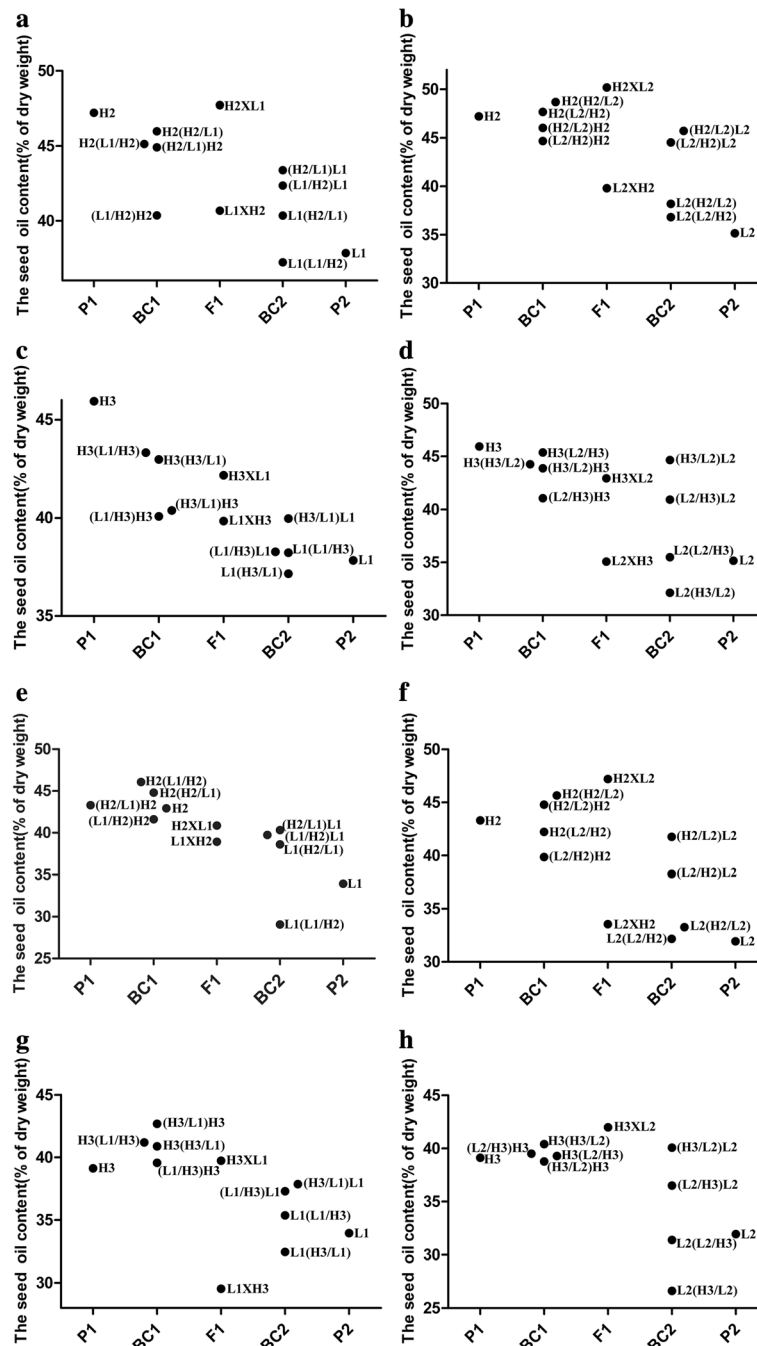 a
The seed oil content(% of dry weight)
50
40
H2
H2(L1/H2)
H2(H2/L1)
(H2/L1)H2
(L1/H2)H2
H2XL1
L1XH2
(H2/L1)L1
(L1/H2)L1
L1(H2/L1)
L1(L1/H2)
L1
P1
BC1
F1
BC2
P2
b
The seed oil content(% of dry weight)
50
45
40
35
30
H2
H2(H2/L2)
H2(L2/H2)
(H2/L2)H2
(L2/H2)H2
H2XL2
L2XH2
(H2/L2)L2
(L2/H2)L2
L2(H2/L2)
L2(L2/H2)
L2
P1
BC1
F1
BC2
P2
c
The seed oil content(% of dry weight)
45
40
35
H3
H3(L1/H3)
H3(H3/L1)
(H3/L1)H3
(L1/H3)H3
H3XL1
L1XH3
(H3/L1)L1
(L1/H3)L1
L1(L1/H3)
L1(H3/L1)
L1
P1
BC1
F1
BC2
P2
d
The seed oil content(% of dry weight)
50
45
40
35
30
H3
H3(L2/H3)
H3(H3/L2)
(H3/L2)H3
(L2/H3)H3
H3XL2
L2XH3
(H3/L2)L2
(L2/H3)L2
L2(L2/H3)
L2(H3/L2)
L2
P1
BC1
F1
BC2
P2
e
The seed oil content(% of dry weight)
50
45
40
35
30
25
H2(L1/H2)
H2(H2/L1)
(H2/L1)H2
H2
(L1/H2)H2
H2XL1
L1XH2
(H2/L1)L1
(L1/H2)L1
L1(H2/L1)
L1(L1/H2)
L1
P1
BC1
F1
BC2
P2
f
The seed oil content(% of dry weight)
50
45
40
35
30
H2
H2(H2/L2)
(H2/L2)H2
H2(L2/H2)
(L2/H2)H2
H2XL2
L2XH2
(H2/L2)L2
(L2/H2)L2
L2(H2/L2)
L2(L2/H2)
L2
P1
BC1
F1
BC2
P2
g
The seed oil content(% of dry weight)
45
40
35
30
H3
(H3/L1)H3
H3(L1/H3)
H3(H3/L1)
(L1/H3)H3
H3XL1
L1XH3
(H3/L1)L1
(L1/H3)L1
L1(L1/H3)
L1(H3/L1)
L1
P1
BC1
F1
BC2
P2
h
The seed oil content(% of dry weight)
45
40
35
30
25
(L2/H3)H3
H3
H3(H3/L2)
H3(L2/H3)
(H3/L2)H3
H3XL2
(H3/L2)L2
(L2/H3)L2
L2(L2/H3)
L2(H3/L2)
L2
P1
BC1
F1
BC2
P2